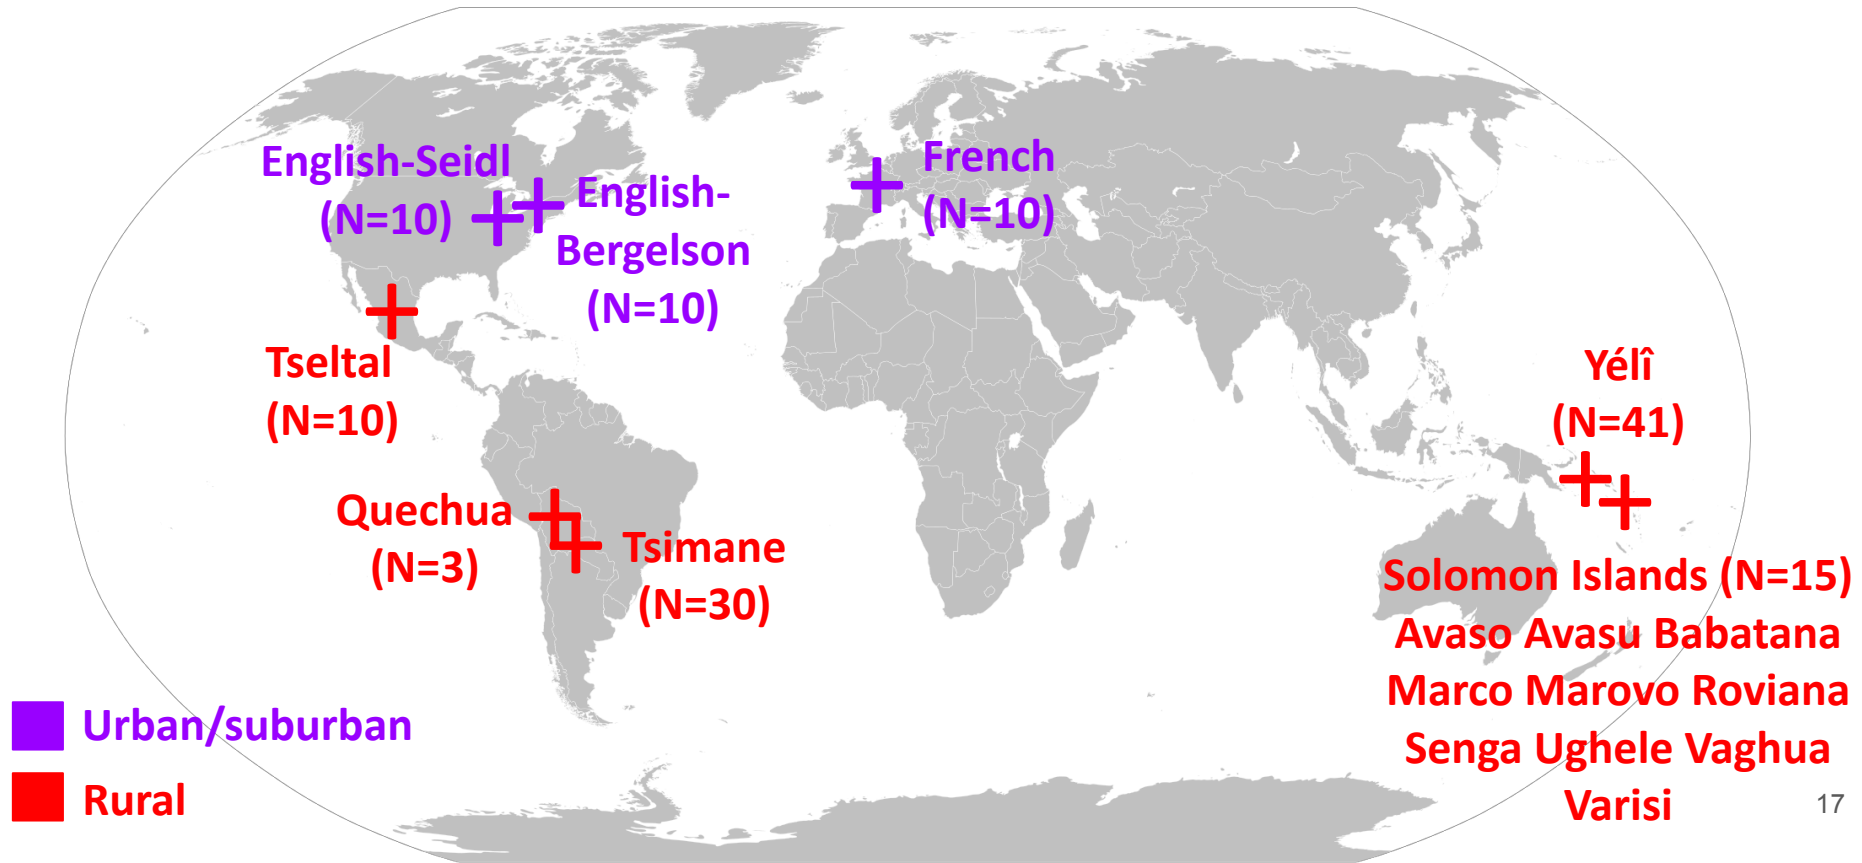 English-Seidl
(N=10)
English-
Bergelson
(N=10)
French
(N=10)
Tseltal
(N=10)
Yélî
(N=41)
Quechua
(N=3)
Tsimane
(N=30)
Solomon Islands (N=15)
Avaso Avasu Babatana
Marco Marovo Roviana
Senga Ughele Vaghua
Varisi
Urban/suburban
Rural
17